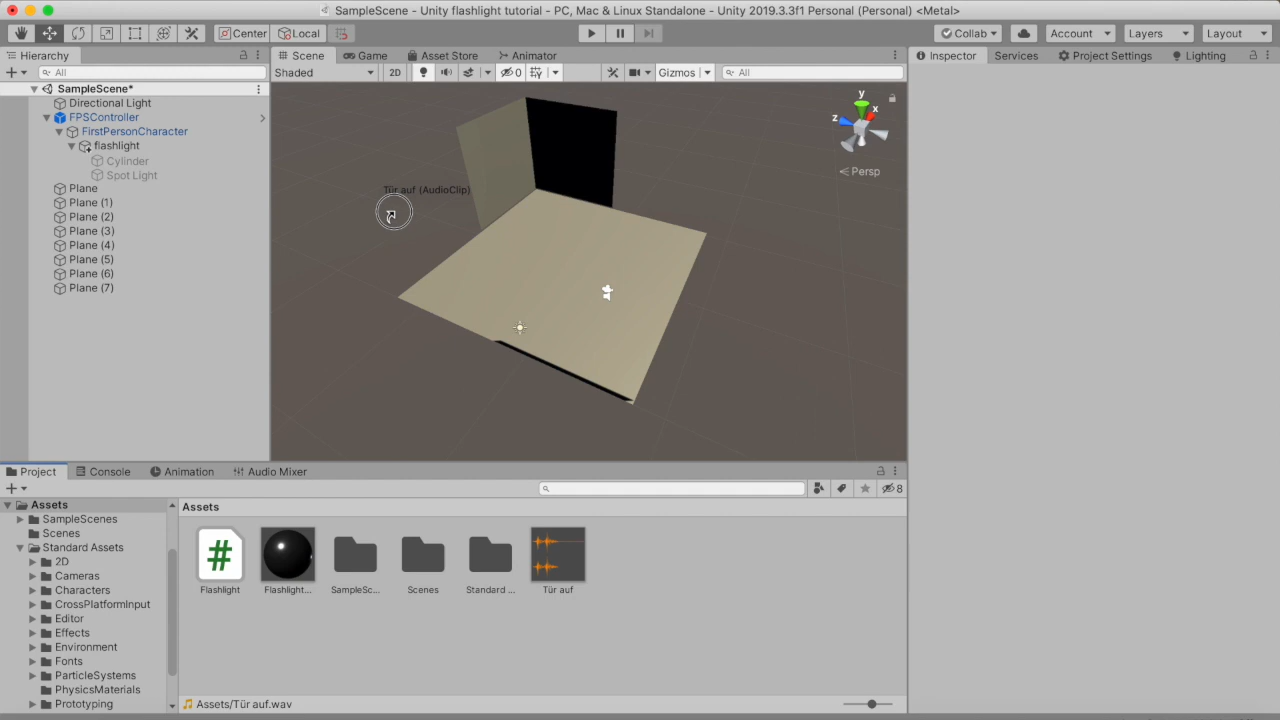 SampleScene - Unity flashlight tutorial - PC, Mac & Linux Standalone - Unity 2019.3.3f1 Personal (Personal) <Metal>
Center Local Collab Account Layers Layout
Hierarchy Scene Game Asset Store Animator Inspector Services Project Settings Lighting
All Shaded 2D 0 Gizmos All
SampleScene*
Directional Light
FPSController
FirstPersonCharacter
flashlight
Cylinder
Spot Light
Plane
Plane (1)
Plane (2)
Plane (3)
Plane (4)
Plane (5)
Plane (6)
Plane (7)
y
x
z
Persp
Tür auf (AudioClip)
Project Console Animation Audio Mixer
8
Assets
SampleScenes
Scenes
Standard Assets
2D
Cameras
Characters
CrossPlatformInput
Editor
Effects
Environment
Fonts
ParticleSystems
PhysicsMaterials
Prototyping
Assets
#
Flashlight Flashlight... SampleSc... Scenes Standard ... Tür auf
Assets/Tür auf.wav